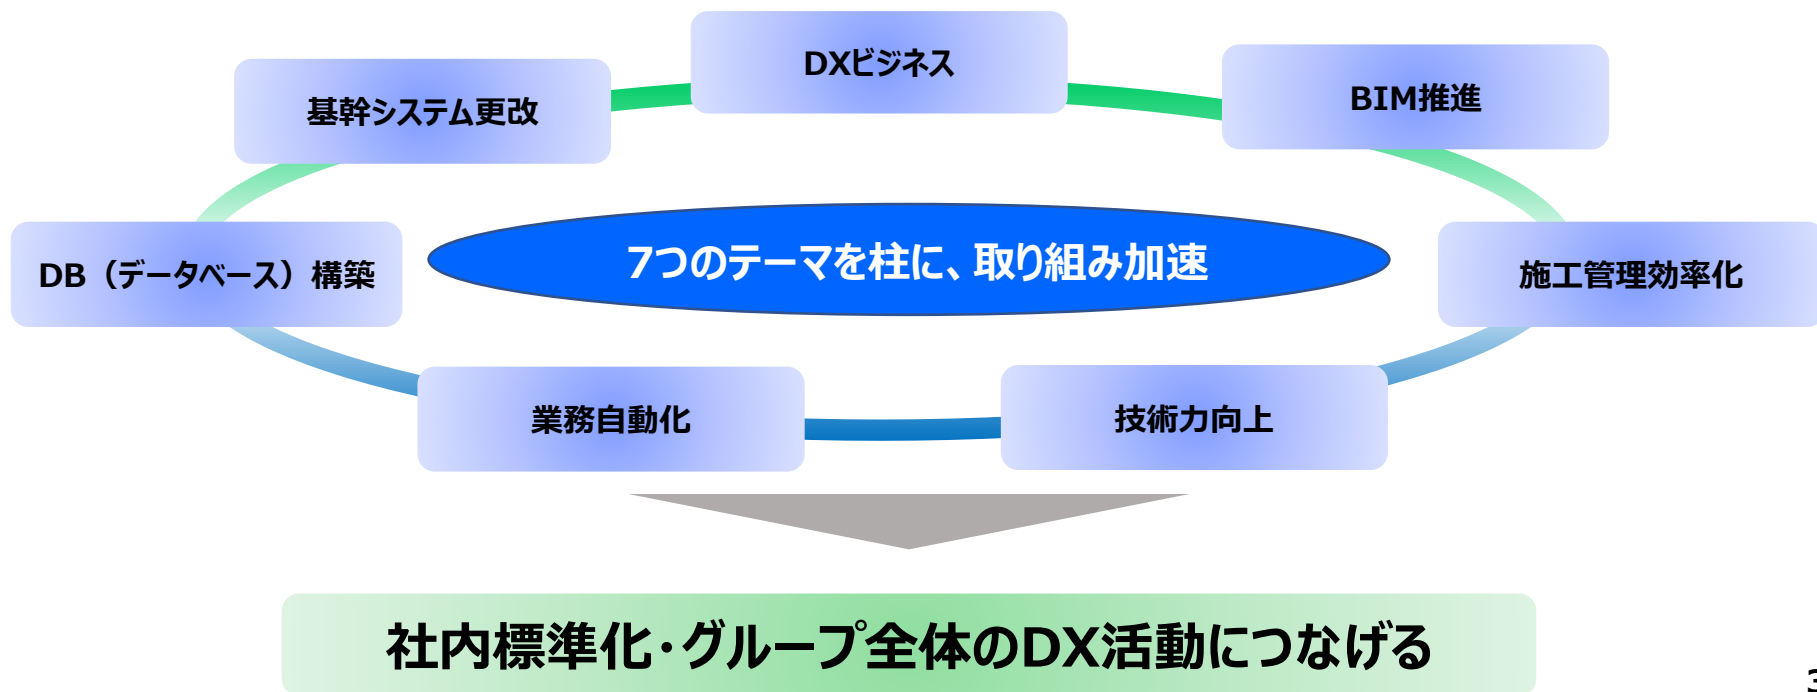 DXビジネス
基幹システム更改
BIM推進
DB（データベース）構築
7つのテーマを柱に、取り組み加速
施工管理効率化
業務自動化
技術力向上
社内標準化・グループ全体のDX活動につなげる